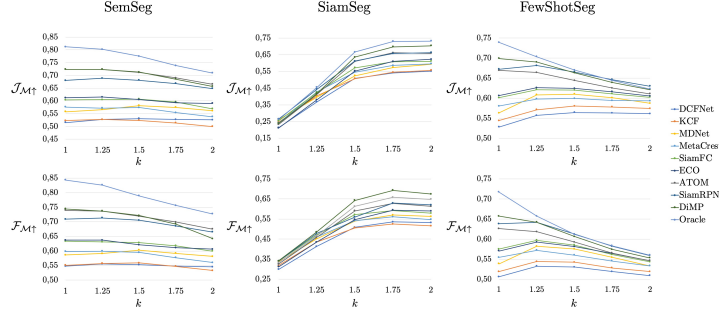 SemSeg
SiamSeg
FewShotSeg
𝒥ℳ↑
0,85
0,80
0,75
0,70
0,65
0,60
0,55
0,50
0,45
1
1.25
1.5
1.75
2
k
𝒥ℳ↑
0,75
0,65
0,55
0,45
0,35
0,25
0,15
1
1.25
1.5
1.75
2
k
𝒥ℳ↑
0,75
0,70
0,65
0,60
0,55
0,50
1
1.25
1.5
1.75
2
k
ℱℳ↑
0,85
0,80
0,75
0,70
0,65
0,60
0,55
0,50
1
1.25
1.5
1.75
2
k
ℱℳ↑
0,75
0,65
0,55
0,45
0,35
0,25
1
1.25
1.5
1.75
2
k
ℱℳ↑
0,75
0,70
0,65
0,60
0,55
0,50
1
1.25
1.5
1.75
2
k
DCFNet
KCF
MDNet
MetaCres
SiamFC
ECO
ATOM
SiamRPN
DiMP
Oracle